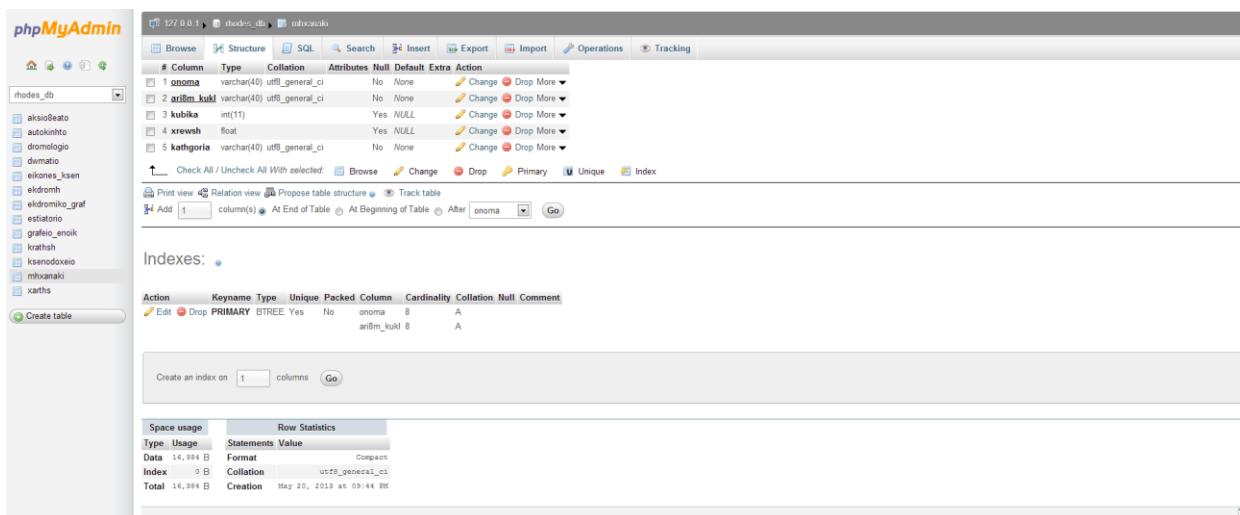 phpMyAdmin
127.0.0.1 rhodes_db mhxanaki
Browse Structure SQL Search Insert Export Import Operations Tracking
rhodes_db
aksio8eato
autokinhto
dromologio
dwmatio
eikones_ksen
ekdromh
ekdromiko_graf
estiatorio
grafeio_enoik
krathsh
ksenodoxeio
mhxanaki
xarths
Create table
# Column Type Collation Attributes Null Default Extra Action
1 onoma varchar(40) utf8_general_ci No None Change Drop More
2 ari8m_kukl varchar(40) utf8_general_ci No None Change Drop More
3 kubika int(11) Yes NULL Change Drop More
4 xrewsh float Yes NULL Change Drop More
5 kathgoria varchar(40) utf8_general_ci No None Change Drop More
Check All / Uncheck All With selected: Browse Change Drop Primary Unique Index
Print view Relation view Propose table structure Track table
Add 1 column(s) At End of Table At Beginning of Table After onoma Go
Indexes:
Action Keyname Type Unique Packed Column Cardinality Collation Null Comment
Edit Drop PRIMARY BTREE Yes No onoma 8 A
ari8m_kukl 8 A
Create an index on 1 columns Go
Space usage
Type Usage
Data 16,384 B
Index 0 B
Total 16,384 B
Row Statistics
Statements Value
Format Compact
Collation utf8_general_ci
Creation May 20, 2013 at 09:44 PM